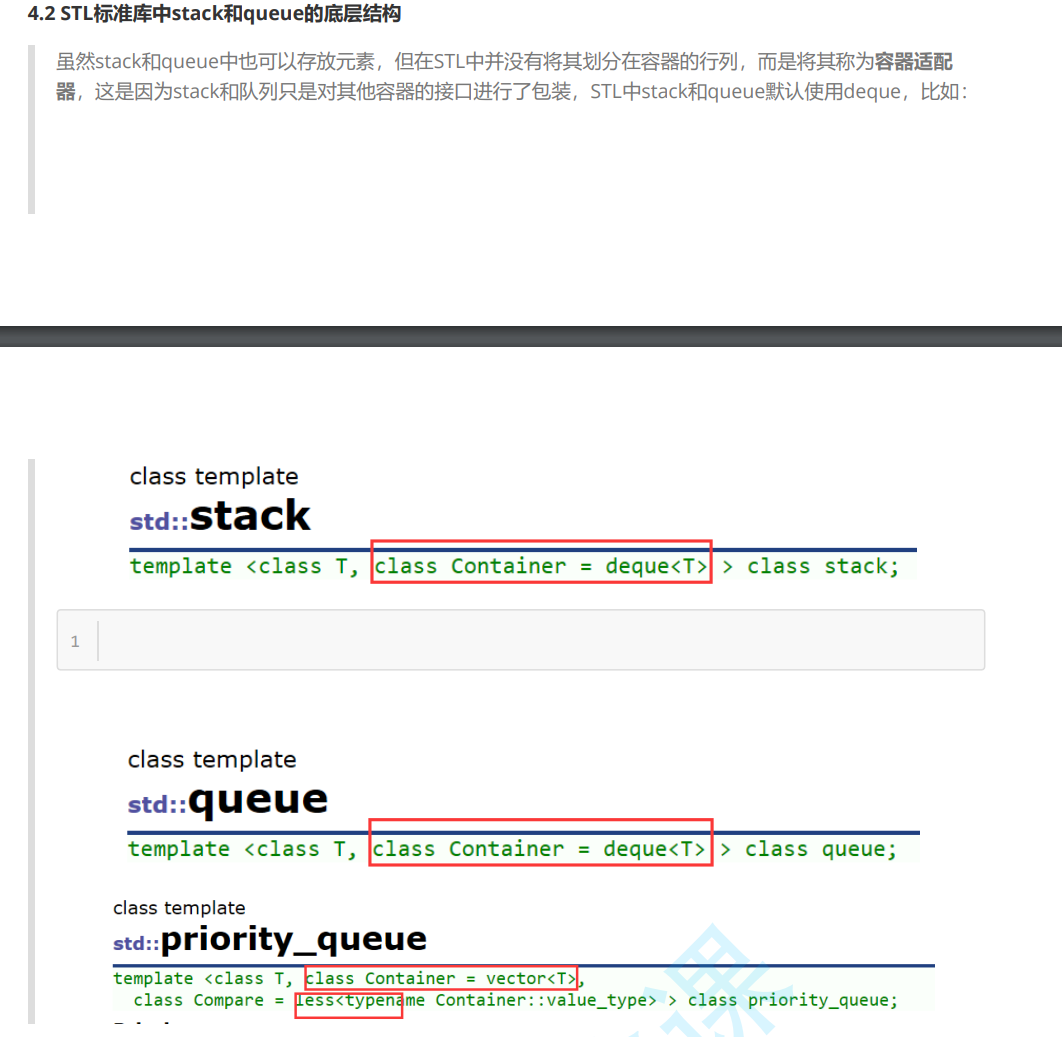 4.2 STL标准库中stack和queue的底层结构
虽然stack和queue中也可以存放元素，但在STL中并没有将其划分在容器的行列，而是将其称为容器适配
器，这是因为stack和队列只是对其他容器的接口进行了包装，STL中stack和queue默认使用deque，比如：
class template
std::stack
template <class T, class Container = deque<T> > class stack;
1
class template
std::queue
template <class T, class Container = deque<T> > class queue;
class template
std::priority_queue
template <class T, class Container = vector<T>,
class Compare = less<typename Container::value_type> > class priority_queue;
课